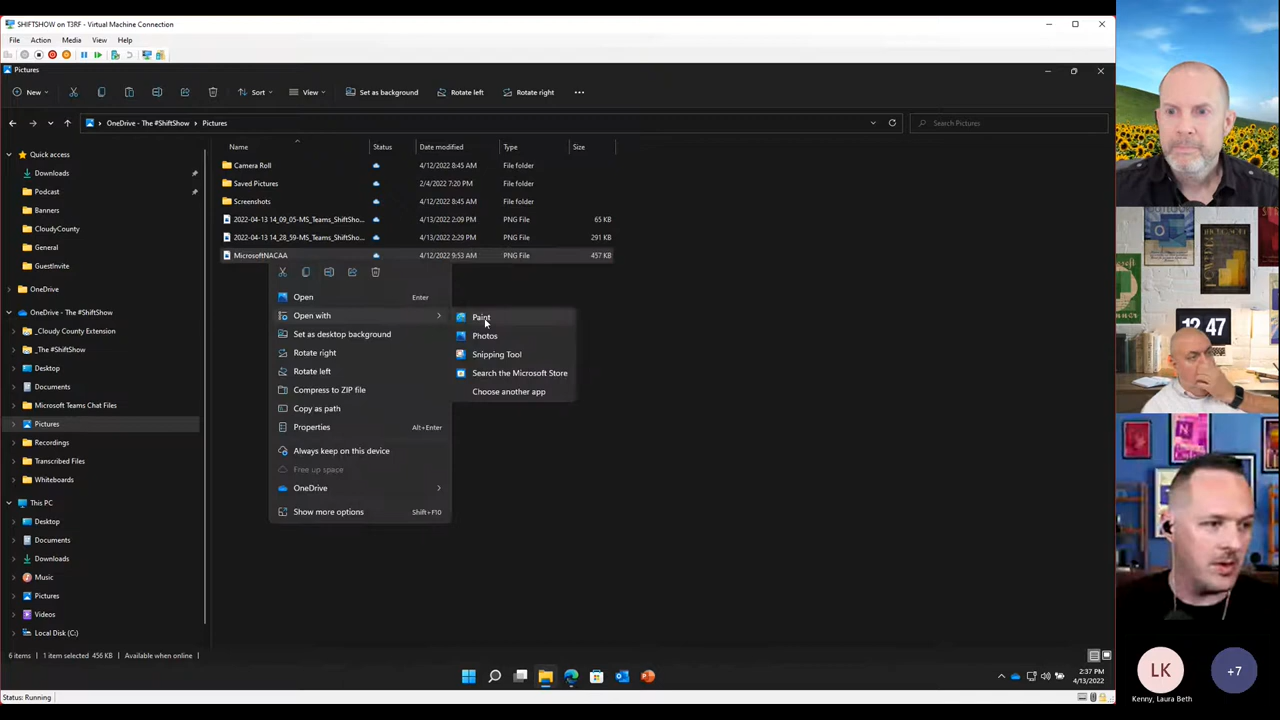 SHIFTSHOW on T3RF - Virtual Machine Connection
File Action Media View Help
Pictures
New Sort View Set as background Rotate left Rotate right
OneDrive - The #ShiftShow > Pictures
Search Pictures
Name Status Date modified Type Size
Camera Roll 4/12/2022 8:45 AM File folder
Saved Pictures 2/4/2022 7:20 PM File folder
Screenshots 4/12/2022 8:45 AM File folder
2022-04-13 14_09_05-MS_Teams_ShiftSho... 4/13/2022 2:09 PM PNG File 65 KB
2022-04-13 14_28_59-MS_Teams_ShiftSho... 4/13/2022 2:29 PM PNG File 291 KB
MicrosoftNACAA 4/12/2022 9:53 AM PNG File 457 KB
Quick access
Downloads
Podcast
Banners
CloudyCounty
General
GuestInvite
OneDrive
OneDrive - The #ShiftShow
_Cloudy County Extension
_The #ShiftShow
Desktop
Documents
Microsoft Teams Chat Files
Pictures
Recordings
Transcribed Files
Whiteboards
This PC
Desktop
Documents
Downloads
Music
Pictures
Videos
Local Disk (C:)
Open Enter
Open with
Set as desktop background
Rotate right
Rotate left
Compress to ZIP file
Copy as path
Properties Alt+Enter
Always keep on this device
Free up space
OneDrive
Show more options Shift+F10
Paint
Photos
Snipping Tool
Search the Microsoft Store
Choose another app
6 items 1 item selected 456 KB Available when online
2:37 PM
4/13/2022
Status: Running
12 47
LK
+7
Kenny, Laura Beth